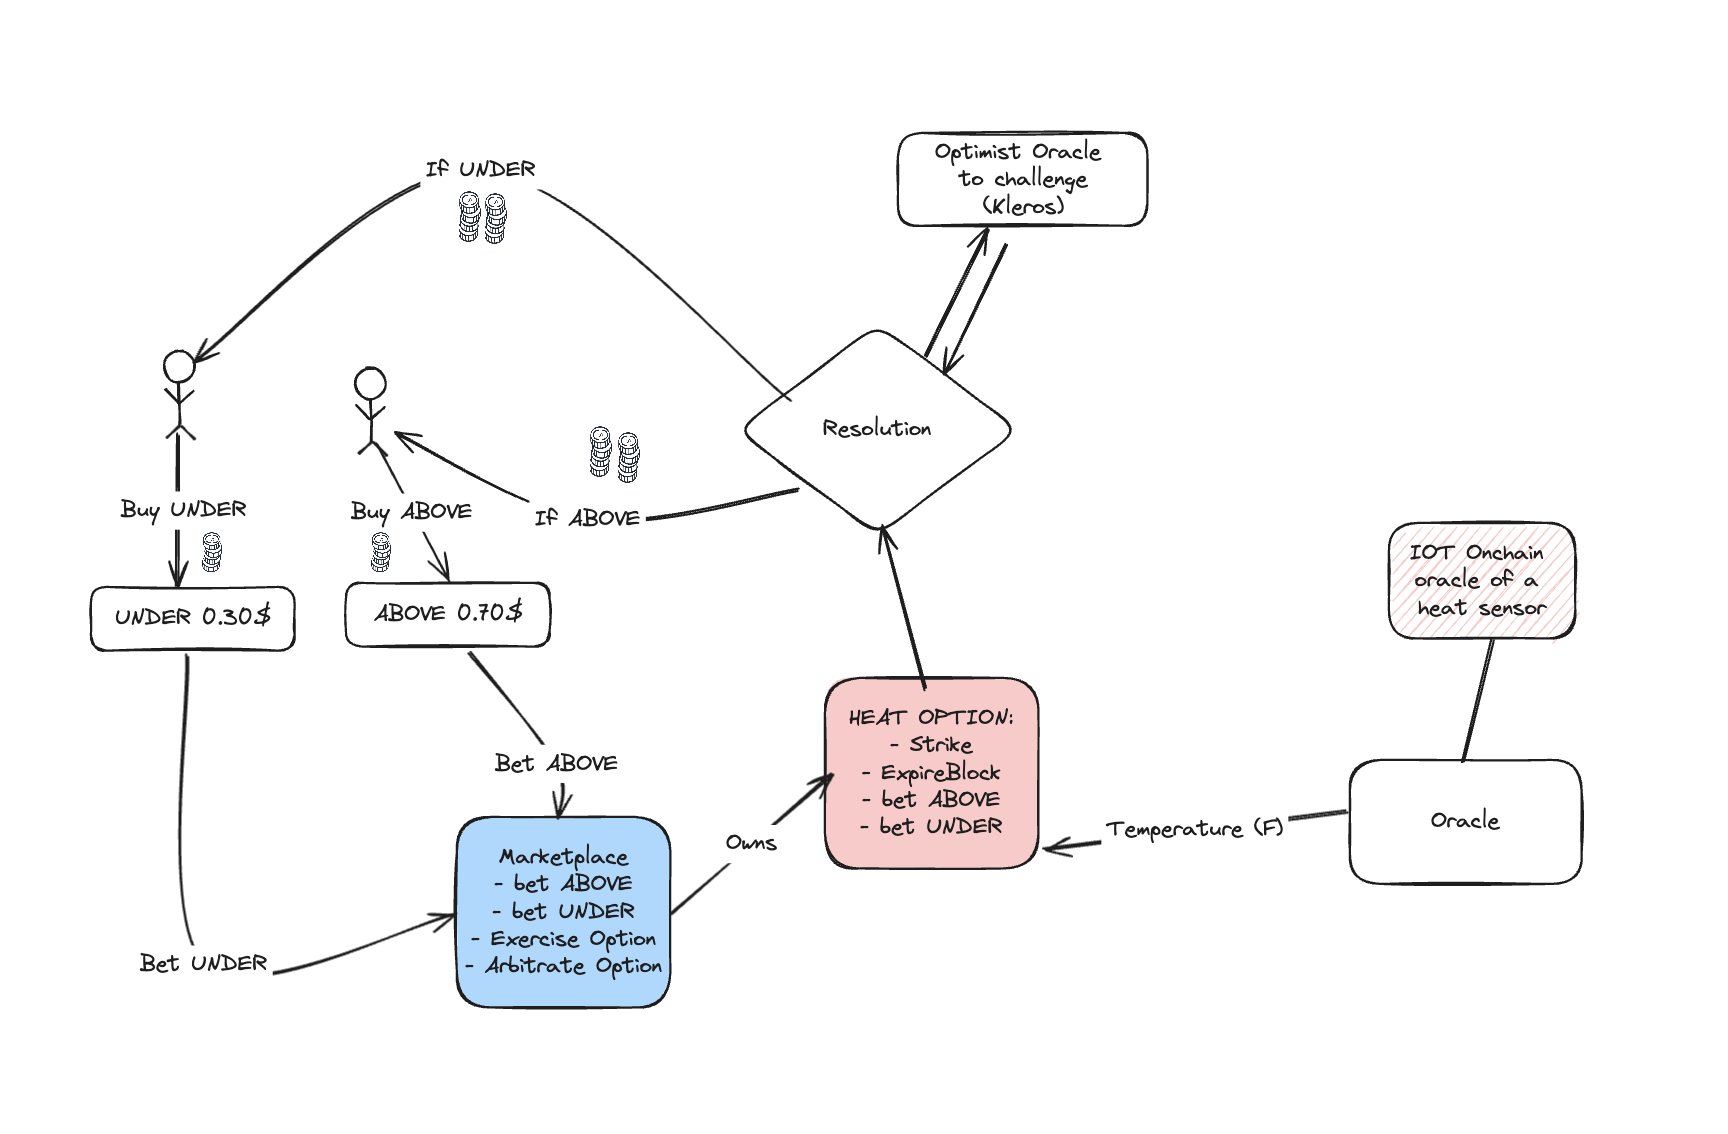 Optimist Oracle
to challenge
(Kleros)
If UNDER
Resolution
Buy UNDER
Buy ABOVE
If ABOVE
IOT Onchain
oracle of a
heat sensor
UNDER 0.30$
ABOVE 0.70$
HEAT OPTION:
- Strike
- ExpireBlock
- bet ABOVE
- bet UNDER
Bet ABOVE
Owns
Temperature (F)
Oracle
Marketplace
- bet ABOVE
- bet UNDER
- Exercise Option
- Arbitrate Option
Bet UNDER